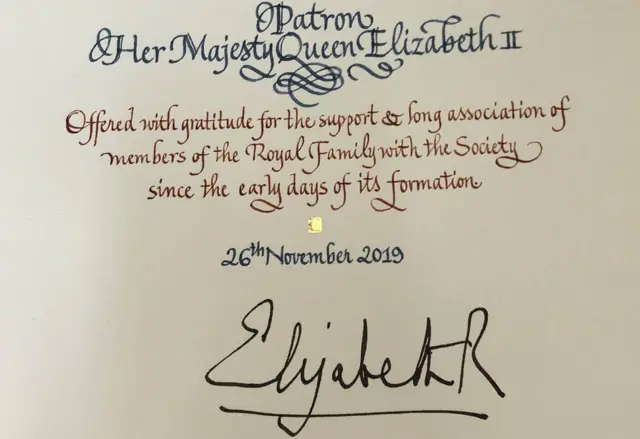 Patron
Her Majesty Queen Elizabeth II
Offered with gratitude for the support & long association of
members of the Royal Family with the Society
since the early days of its formation
26th November 2019
Elizabeth R